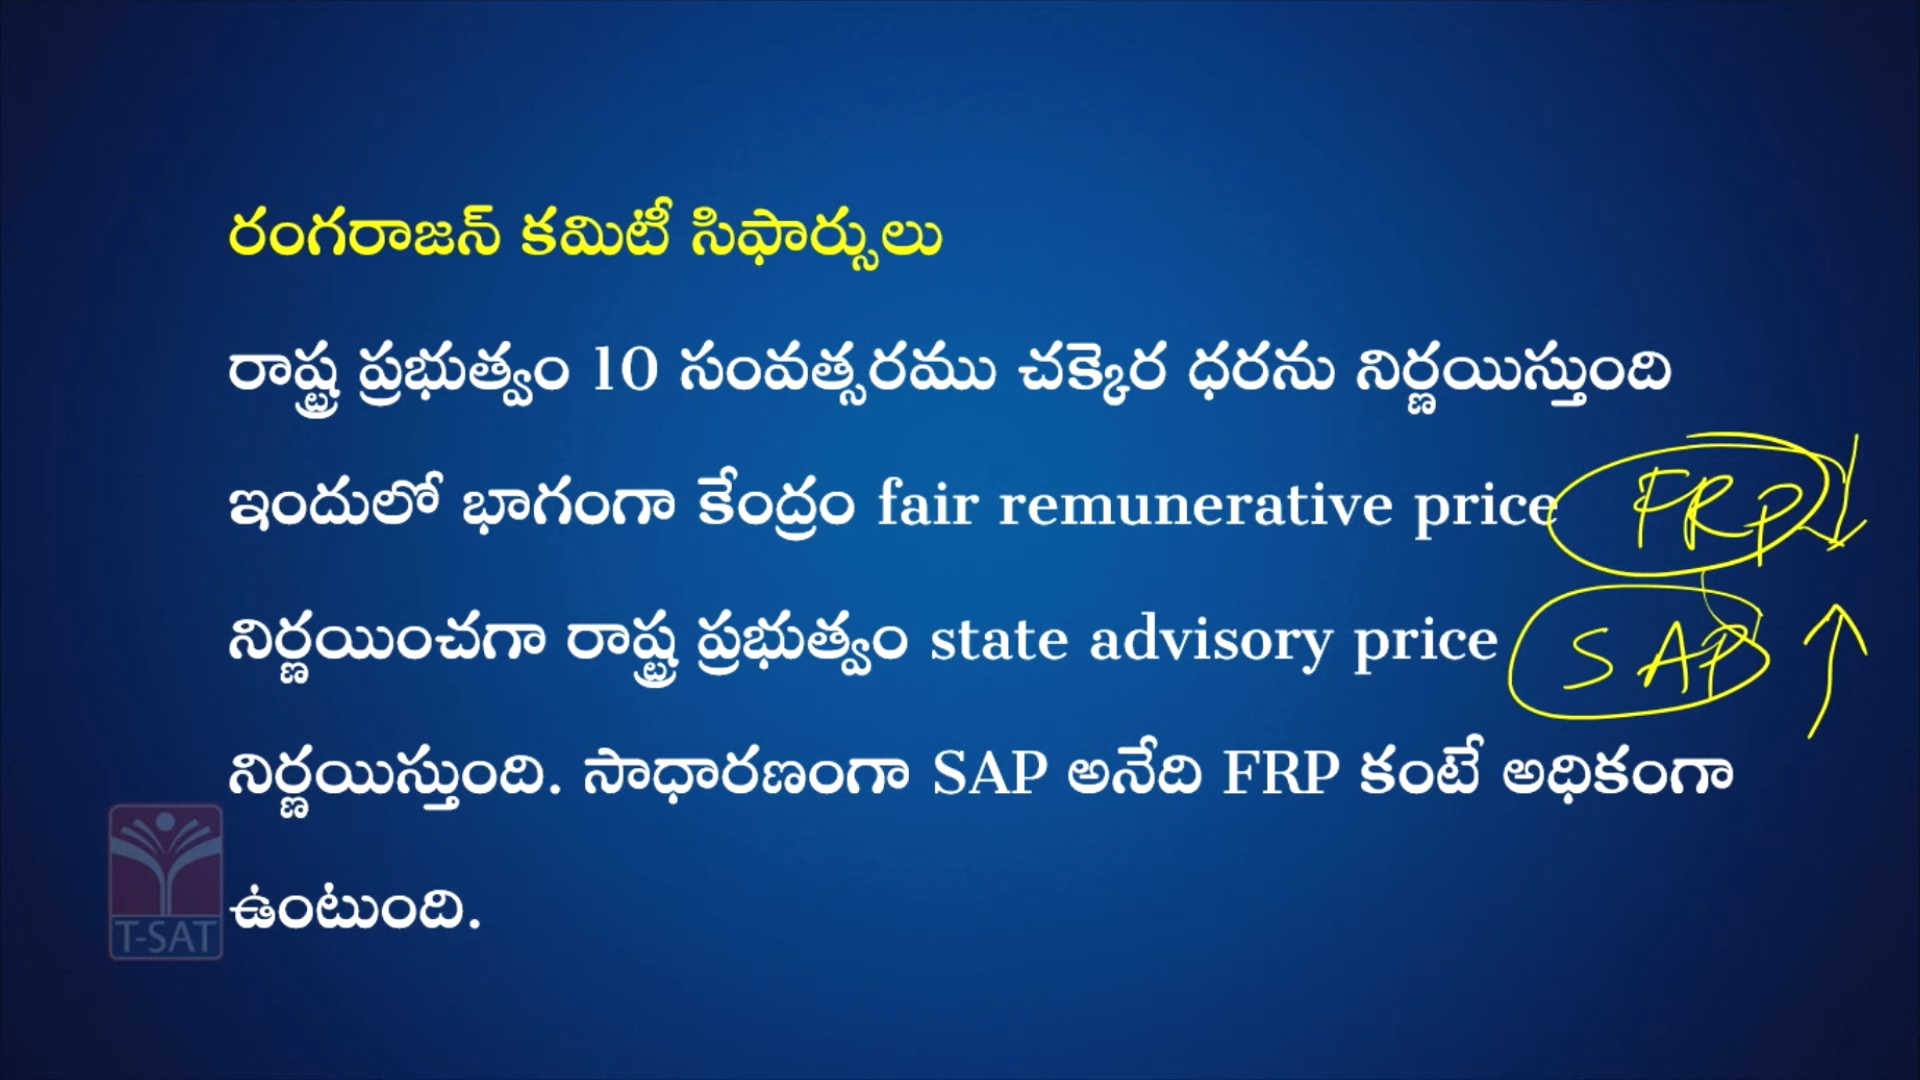 రంగరాజన్ కమిటీ సిఫార్సులు
రాష్ట్ర ప్రభుత్వం 10 సంవత్సరము చక్కెర ధరను నిర్ణయిస్తుంది
ఇందులో భాగంగా కేంద్రం fair remunerative price FRP
నిర్ణయించగా రాష్ట్ర ప్రభుత్వం state advisory price SAP
నిర్ణయిస్తుంది. సాధారణంగా SAP అనేది FRP కంటే అధికంగా
ఉంటుంది.
T-SAT